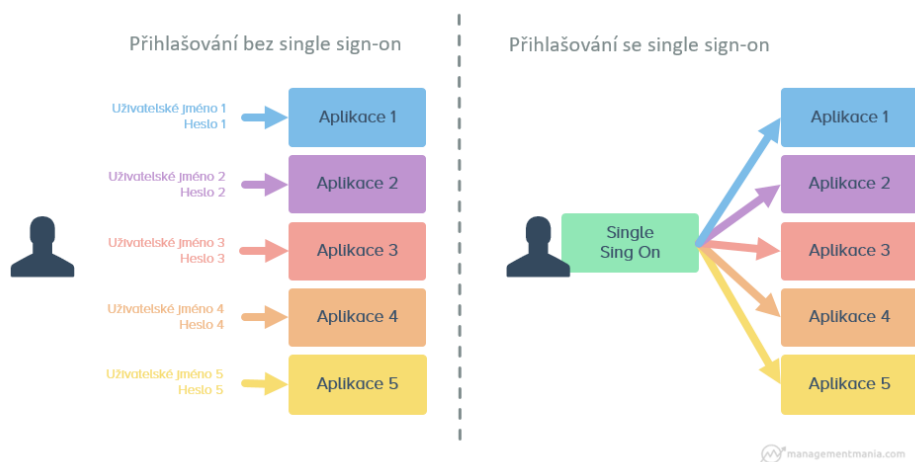 Přihlašování bez single sign-on
Uživatelské jméno 1
Heslo 1
Aplikace 1
Uživatelské jméno 2
Heslo 2
Aplikace 2
Uživatelské jméno 3
Heslo 3
Aplikace 3
Uživatelské jméno 4
Heslo 4
Aplikace 4
Uživatelské jméno 5
Heslo 5
Aplikace 5
Přihlašování se single sign-on
Single
Sing On
Aplikace 1
Aplikace 2
Aplikace 3
Aplikace 4
Aplikace 5
managementmania.com